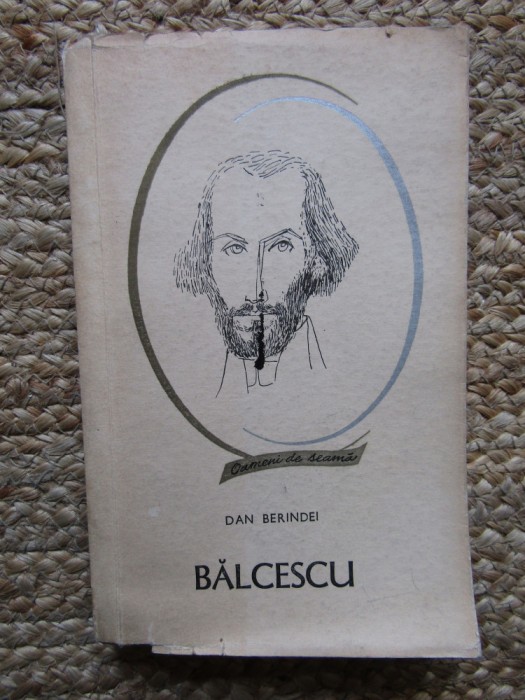 Oameni de seamă
DAN BERINDEI
BĂLCESCU